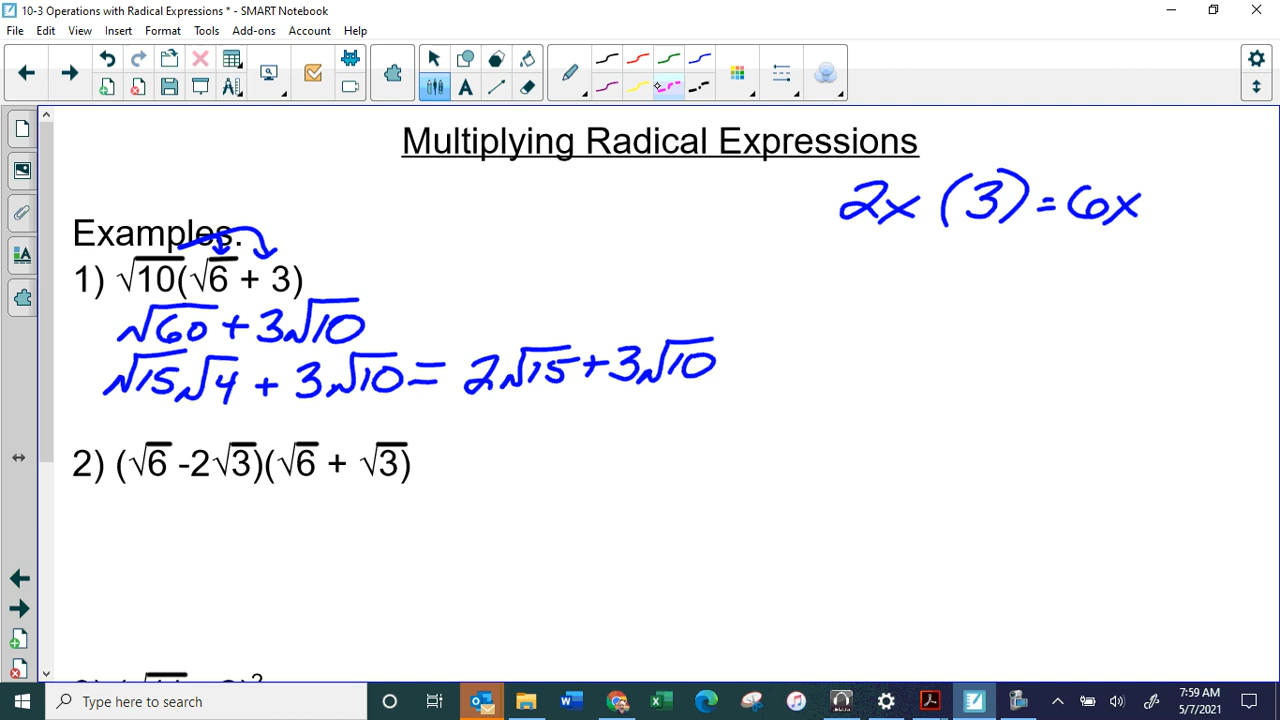 10-3 Operations with Radical Expressions * - SMART Notebook
File Edit View Insert Format Tools Add-ons Account Help
Multiplying Radical Expressions
2x (3) = 6x
Examples:
1) √10(√6 + 3)
√60 + 3√10
√15√4 + 3√10 = 2√15 + 3√10
2) (√6 -2√3)(√6 + √3)
Type here to search
7:59 AM
5/7/2021